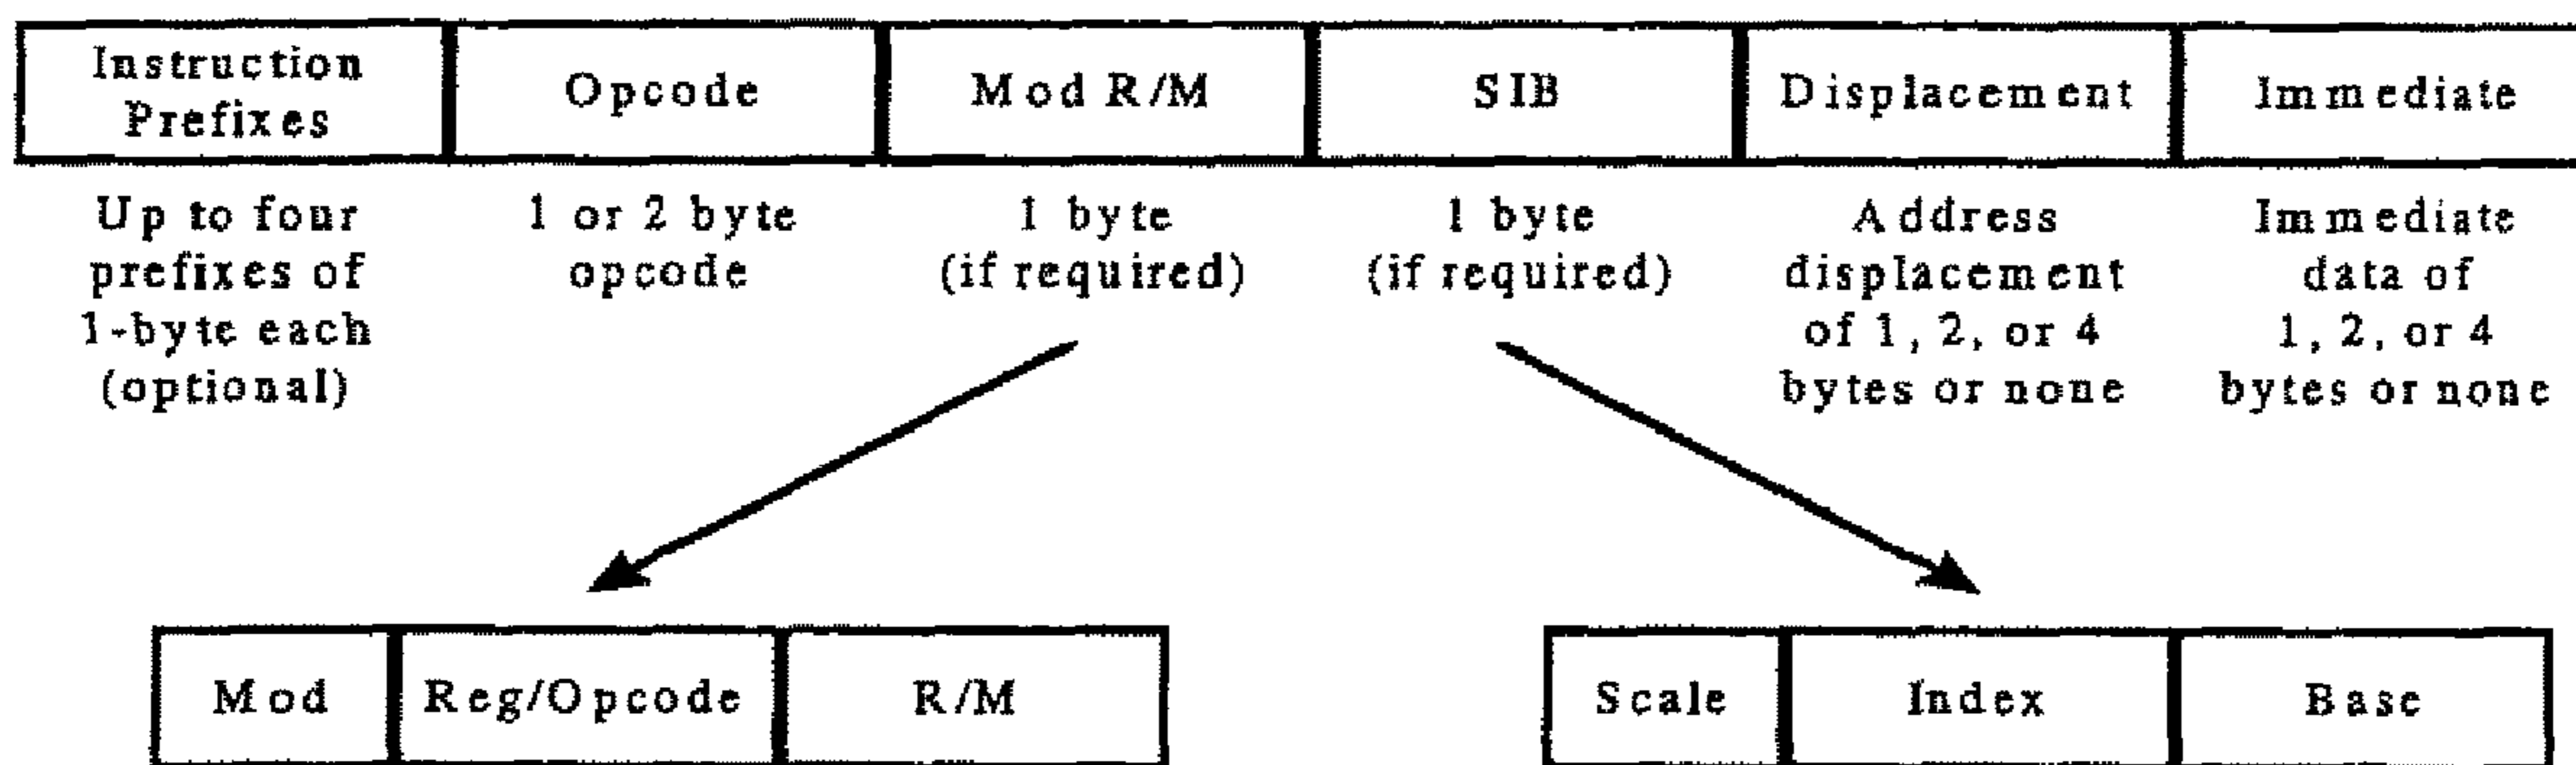 Instruction
Prefixes
Opcode
Mod R/M
SIB
Displacement
Immediate
Up to four
prefixes of
1-byte each
(optional)
1 or 2 byte
opcode
1 byte
(if required)
1 byte
(if required)
Address
displacement
of 1, 2, or 4
bytes or none
Immediate
data of
1, 2, or 4
bytes or none
Mod
Reg/Opcode
R/M
Scale
Index
Base